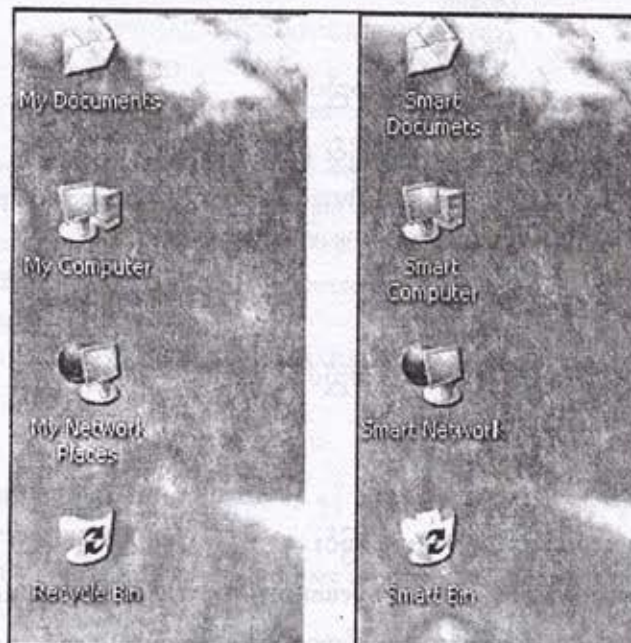 My Documents
My Computer
My Network
Places
Recycle Bin
Smart
Documets
Smart
Computer
Smart Network
Smart Bin